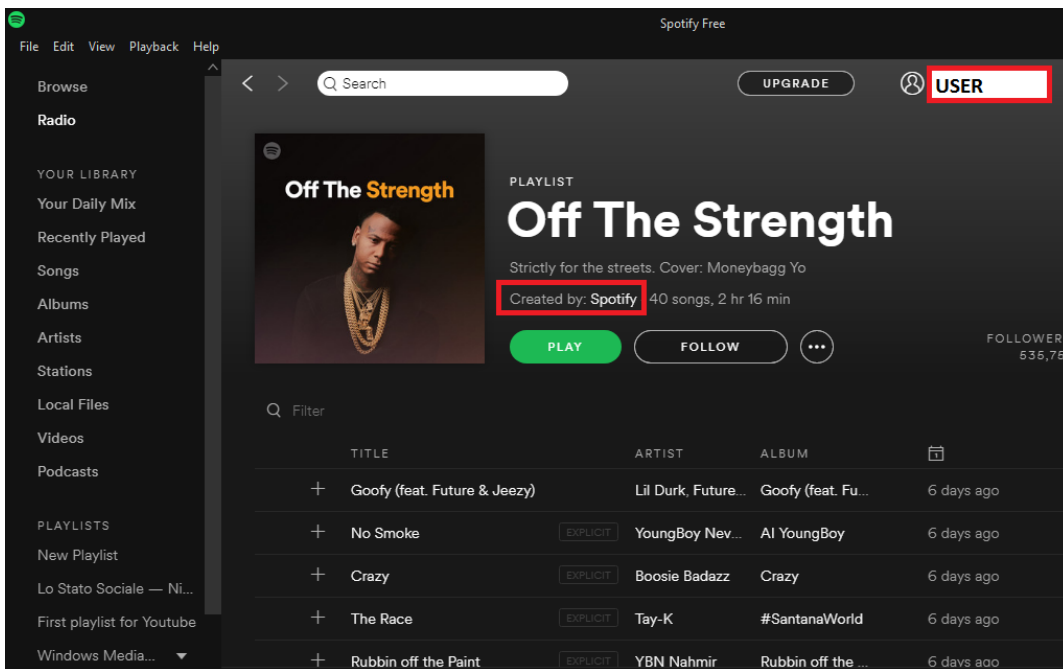 Spotify Free
File Edit View Playback Help
Search
UPGRADE
USER
Browse
Radio
YOUR LIBRARY
Your Daily Mix
Recently Played
Songs
Albums
Artists
Stations
Local Files
Videos
Podcasts
PLAYLISTS
New Playlist
Lo Stato Sociale — Ni...
First playlist for Youtube
Windows Media...
Off The Strength
PLAYLIST
Off The Strength
Strictly for the streets. Cover: Moneybagg Yo
Created by: Spotify 40 songs, 2 hr 16 min
PLAY FOLLOW
FOLLOWER
535,75
Filter
TITLE ARTIST ALBUM
Goofy (feat. Future & Jeezy) Lil Durk, Future... Goofy (feat. Fu... 6 days ago
No Smoke EXPLICIT YoungBoy Nev... AI YoungBoy 6 days ago
Crazy EXPLICIT Boosie Badazz Crazy 6 days ago
The Race EXPLICIT Tay-K #SantanaWorld 6 days ago
Rubbin off the Paint EXPLICIT YBN Nahmir Rubbin off the ... 6 days ago